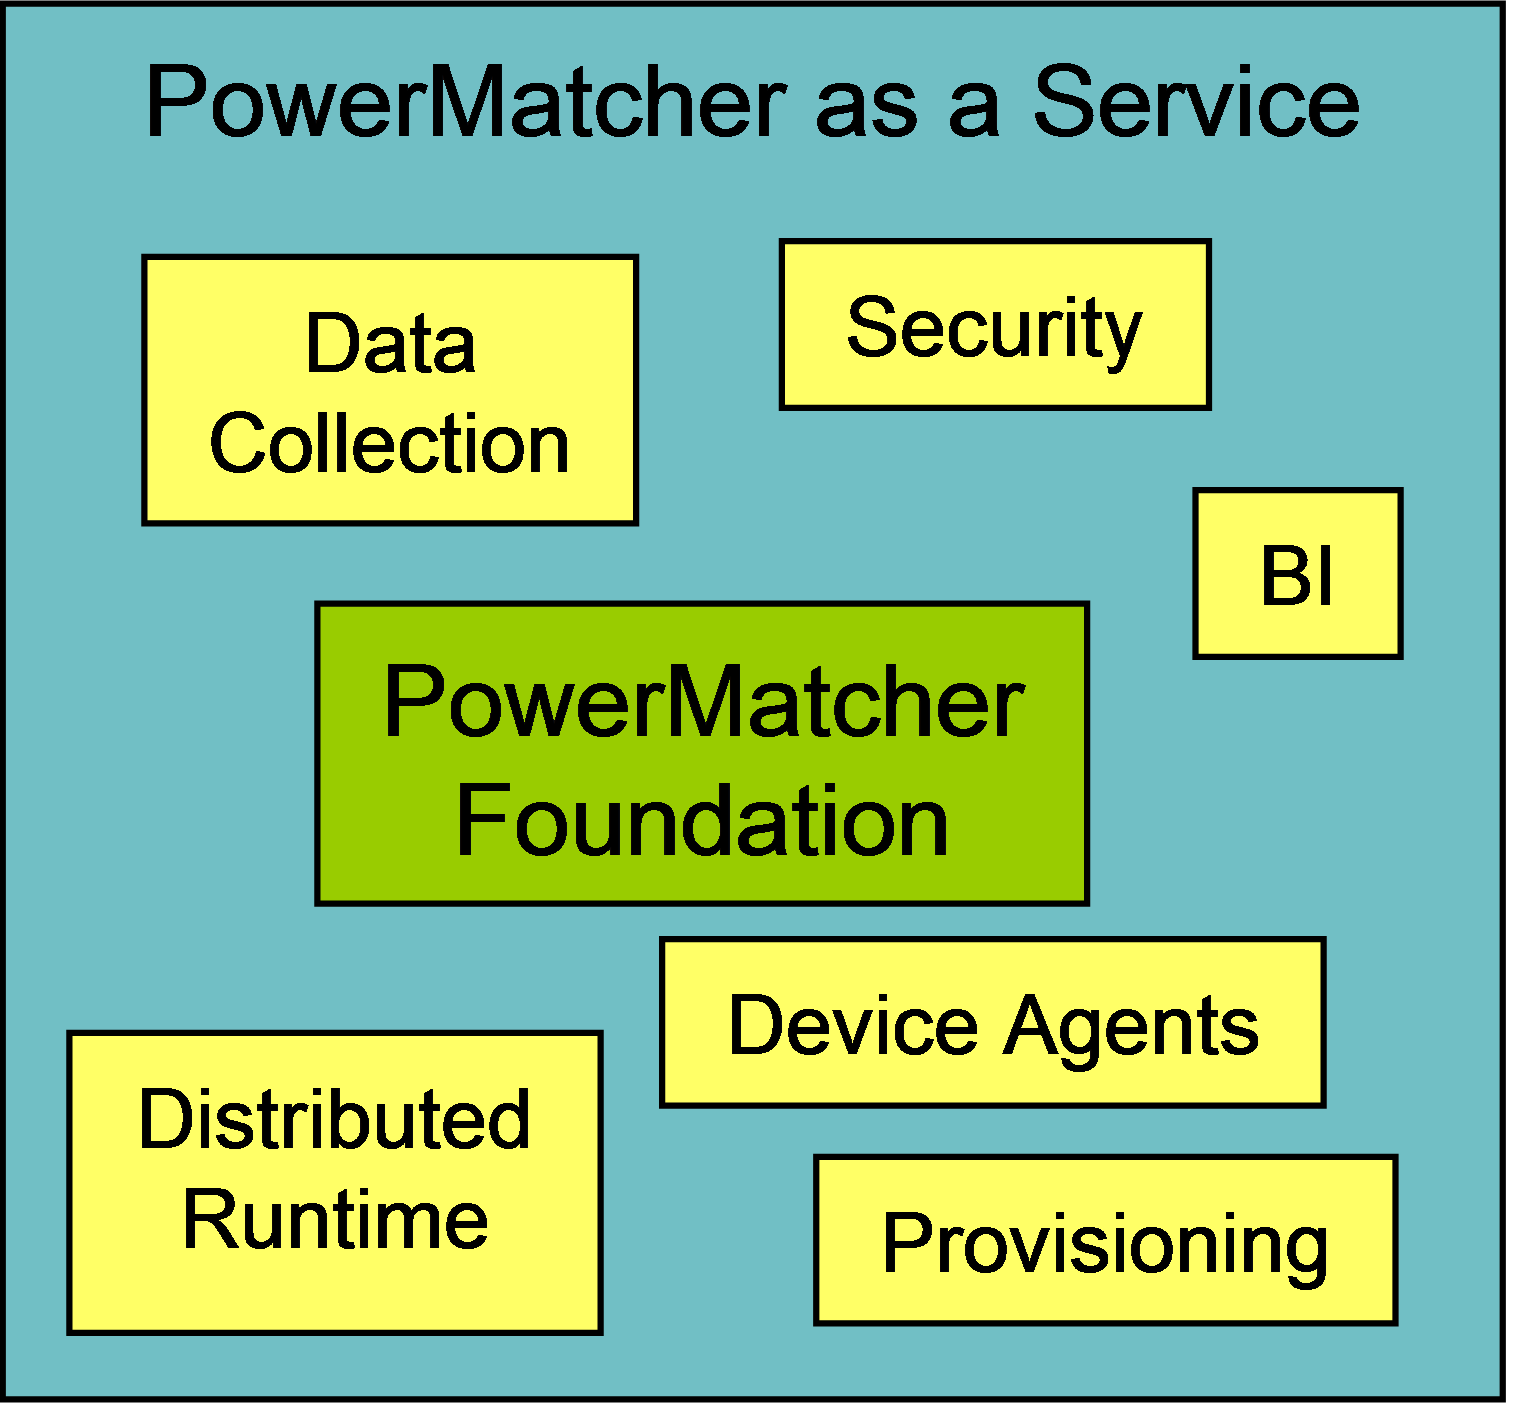 PowerMatcher as a Service
Data
Collection
Security
BI
PowerMatcher
Foundation
Device Agents
Distributed
Runtime
Provisioning